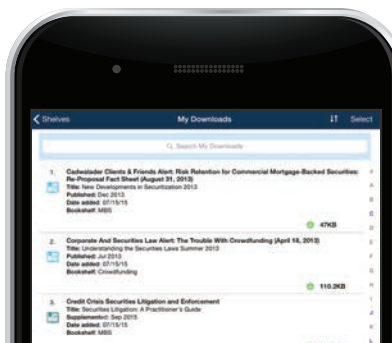 Shelves My Downloads Select
Search My Downloads
1. Cadwalader Clients & Friends Alert: Risk Retention for Commercial Mortgage-Backed Securities:
Re-Proposal Fact Sheet (August 31, 2013)
Title: New Developments in Securitization 2013
Published: Dec 2013
Date added: 07/15/15
Bookshelf: MBS
47KB
2. Corporate And Securities Law Alert: The Trouble With Crowdfunding (April 18, 2013)
Title: Understanding the Securities Laws Summer 2013
Published: Jul 2013
Date added: 07/15/15
Bookshelf: Crowdfunding
110.2KB
3. Credit Crisis Securities Litigation and Enforcement
Title: Securities Litigation: A Practitioner's Guide
Supplemented: Sep 2015
Date added: 07/15/15
Bookshelf: MBS